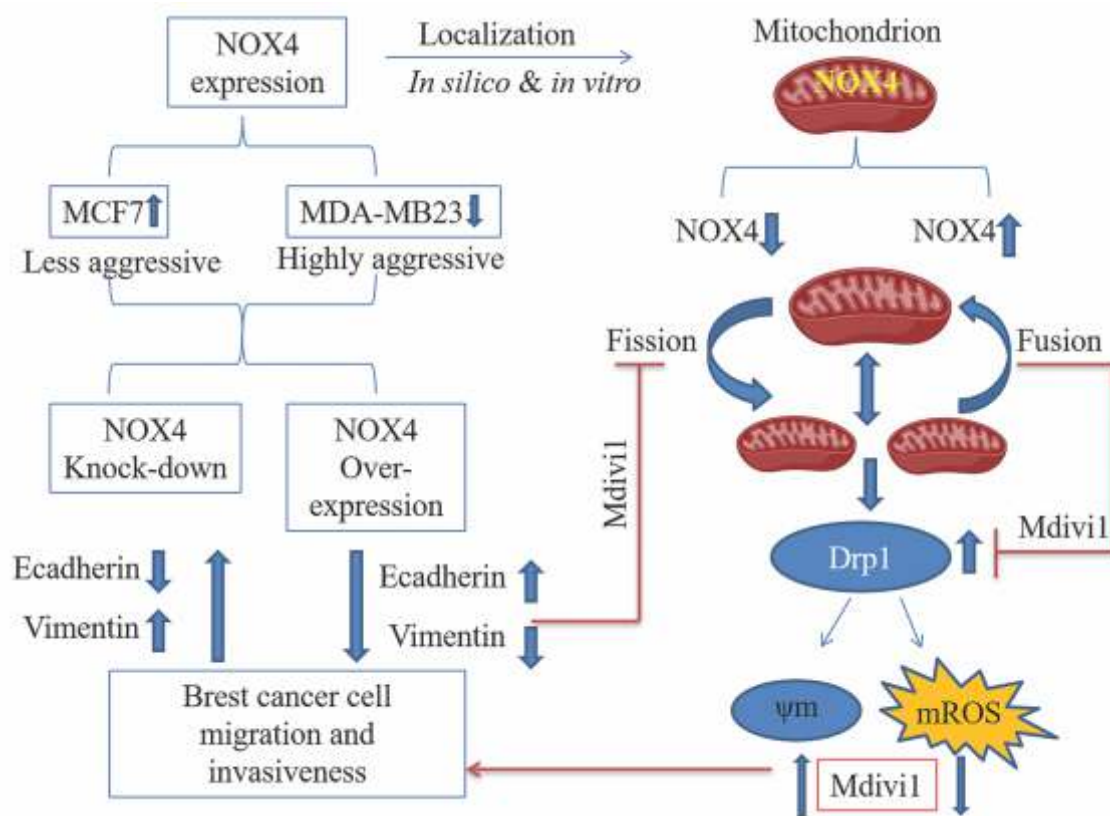 NOX4
expression
Localization
In silico & in vitro
Mitochondrion
NOX4
MCF7
Less aggressive
MDA-MB23
Highly aggressive
NOX4
NOX4
Fission
Fusion
NOX4
Knock-down
NOX4
Over-
expression
Mdivi1
Mdivi1
Drp1
Ecadherin
Vimentin
Ecadherin
Vimentin
Brest cancer cell
migration and
invasiveness
ψm
mROS
Mdivi1